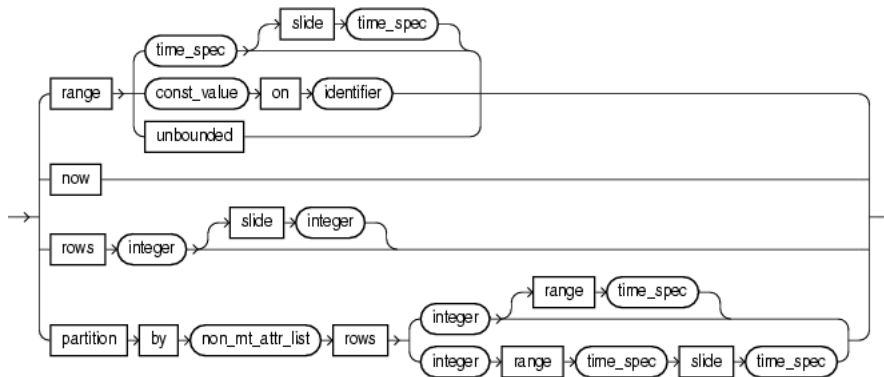 slide time_spec
time_spec
range const_value on identifier
unbounded
now
slide integer
rows integer
range time_spec
integer
partition by non_mt_attr_list rows
integer range time_spec slide time_spec